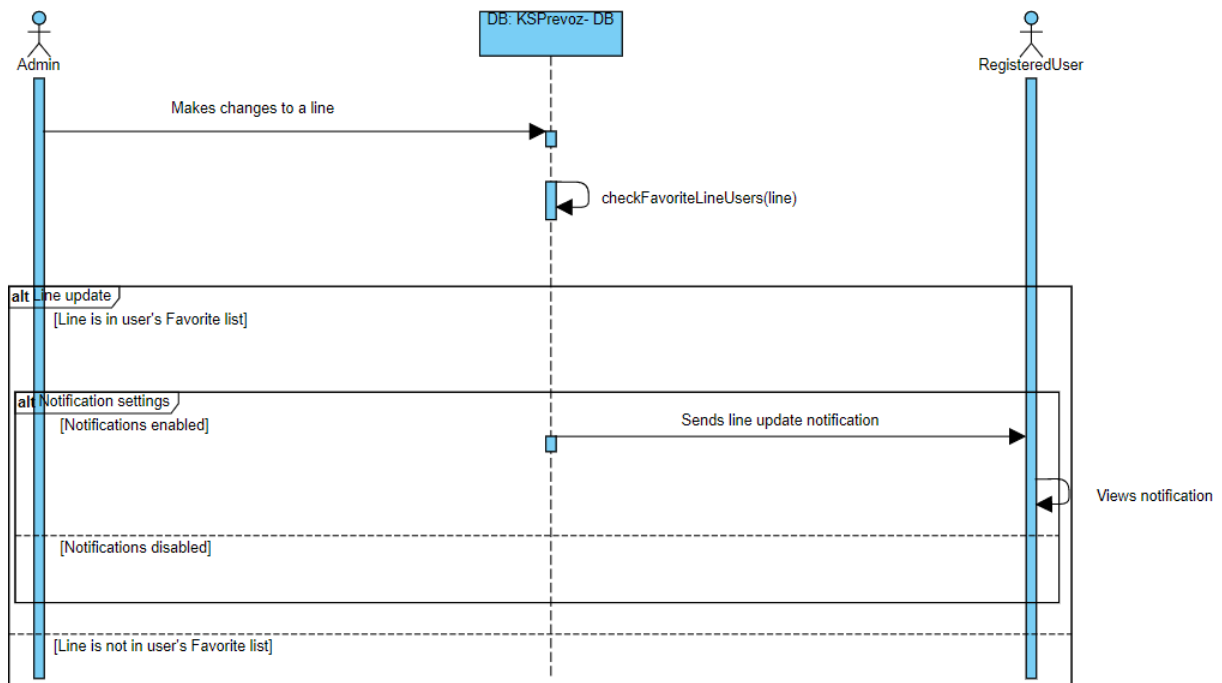 DB: KSPrevoz- DB
Admin
RegisteredUser
Makes changes to a line
checkFavoriteLineUsers(line)
alt Line update
[Line is in user's Favorite list]
alt Notification settings
[Notifications enabled]
Sends line update notification
Views notification
[Notifications disabled]
[Line is not in user's Favorite list]